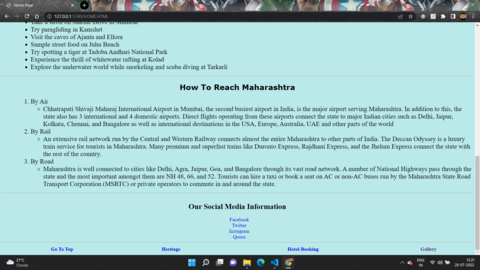 Home Page
127.0.0.1:5500/HOME.HTML
Try paragliding in Kamshet
Visit the caves of Ajanta and Ellora
Sample street food on John Beach
Try spotting a tiger at Tadoba Andhari National Park
Experience the thrill of whitewater rafting at Kolad
Explore the underwater world while snorkeling and scuba diving at Tarkarli
How To Reach Maharashtra
1. By Air
Chhatrapati Shivaji Maharaj International Airport in Mumbai, the second busiest airport in India, is the major airport serving Maharashtra. In addition to this, the
state also has 3 international and 4 domestic airports. Direct flights operating from these airports connect the state to major Indian cities such as Delhi, Jaipur,
Kolkata, Chennai, and Bangalore as well as international destinations in the USA, Europe, Australia, UAE and other parts of the world
2. By Rail
An extensive rail network run by the Central and Western Railway connects almost the entire Maharashtra to other parts of India. The Deccan Odyssey is a luxury
train service for tourists in Maharashtra. Many premium and superfast trains like Duronto Express, Rajdhani Express, and the Jhelum Express connect the state with
the rest of the country.
3. By Road
Maharashtra is well connected to cities like Delhi, Agra, Jaipur, Goa, and Bangalore through its vast road network. A number of National Highways pass through the
state and the most important amongst them are NH 48, 66, and 52. Tourists can hire a taxi or book a seat on AC or non-AC buses run by the Maharashtra State Road
Transport Corporation (MSRTC) or private operators to commute in and around the state.
Our Social Media Information
Facebook
Twitter
Instagram
Quora
Go To Top Heritage Hotel-Booking Gallery
27°C
Cloudy
ENG
IN
12:21
20-07-2022